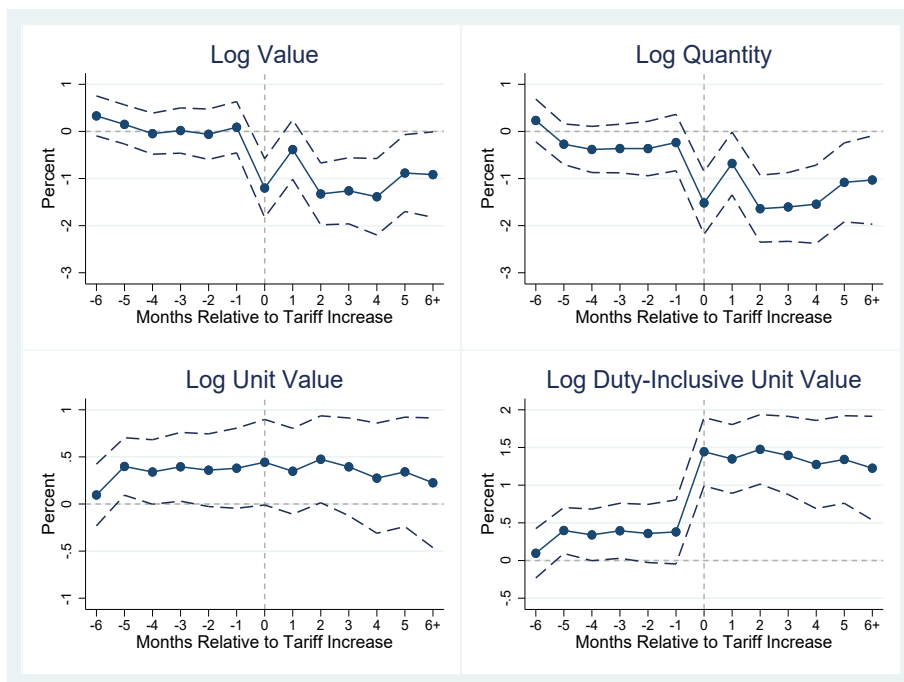 Log Value
1
0
-1
-2
-3
Percent
-6 -5 -4 -3 -2 -1 0 1 2 3 4 5 6+
Months Relative to Tariff Increase
Log Quantity
1
0
-1
-2
-3
Percent
-6 -5 -4 -3 -2 -1 0 1 2 3 4 5 6+
Months Relative to Tariff Increase
Log Unit Value
1
.5
0
-.5
-1
Percent
-6 -5 -4 -3 -2 -1 0 1 2 3 4 5 6+
Months Relative to Tariff Increase
Log Duty-Inclusive Unit Value
2
1.5
1
.5
0
-.5
Percent
-6 -5 -4 -3 -2 -1 0 1 2 3 4 5 6+
Months Relative to Tariff Increase